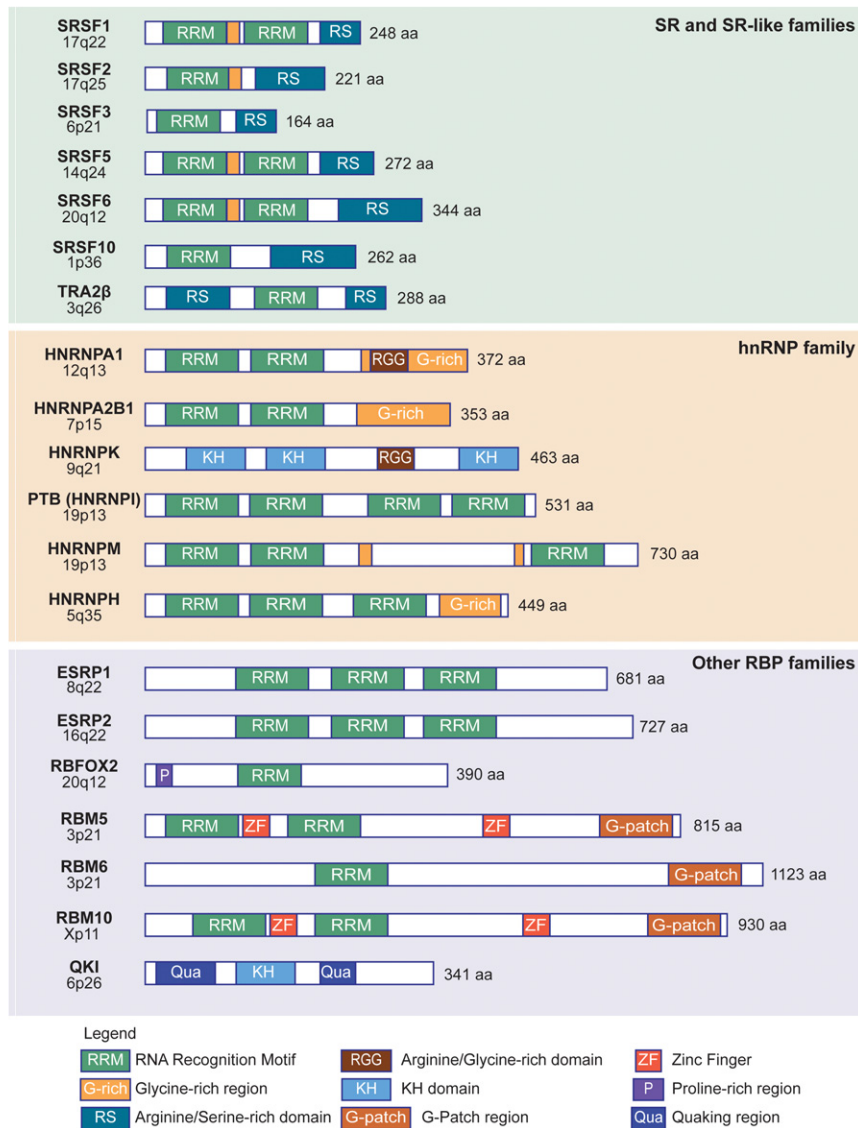 SR and SR-like families
SRSF1
17q22
RRM RRM RS 248 aa
SRSF2
17q25
RRM RS 221 aa
SRSF3
6p21
RRM RS 164 aa
SRSF5
14q24
RRM RRM RS 272 aa
SRSF6
20q12
RRM RRM RS 344 aa
SRSF10
1p36
RRM RS 262 aa
TRA2β
3q26
RS RRM RS 288 aa
hnRNP family
HNRNPA1
12q13
RRM RRM RGG G-rich 372 aa
HNRNPA2B1
7p15
RRM RRM G-rich 353 aa
HNRNPK
9q21
KH KH RGG KH 463 aa
PTB (HNRNPI)
19p13
RRM RRM RRM RRM 531 aa
HNRNPM
19p13
RRM RRM RRM 730 aa
HNRNPH
5q35
RRM RRM RRM G-rich 449 aa
Other RBP families
ESRP1
8q22
RRM RRM RRM 681 aa
ESRP2
16q22
RRM RRM RRM 727 aa
RBFOX2
20q12
P RRM 390 aa
RBM5
3p21
RRM ZF RRM ZF G-patch 815 aa
RBM6
3p21
RRM G-patch 1123 aa
RBM10
Xp11
RRM ZF RRM ZF G-patch 930 aa
QKI
6p26
Qua KH Qua 341 aa
Legend
RRM RNA Recognition Motif RGG Arginine/Glycine-rich domain ZF Zinc Finger
G-rich Glycine-rich region KH KH domain P Proline-rich region
RS Arginine/Serine-rich domain G-patch G-Patch region Qua Quaking region